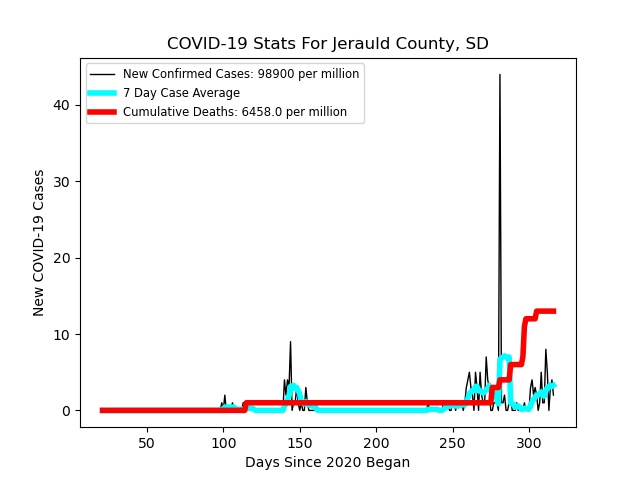 COVID-19 Stats For Jerauld County, SD
New Confirmed Cases: 98900 per million
7 Day Case Average
Cumulative Deaths: 6458.0 per million
New COVID-19 Cases
40
30
20
10
0
50 100 150 200 250 300
Days Since 2020 Began